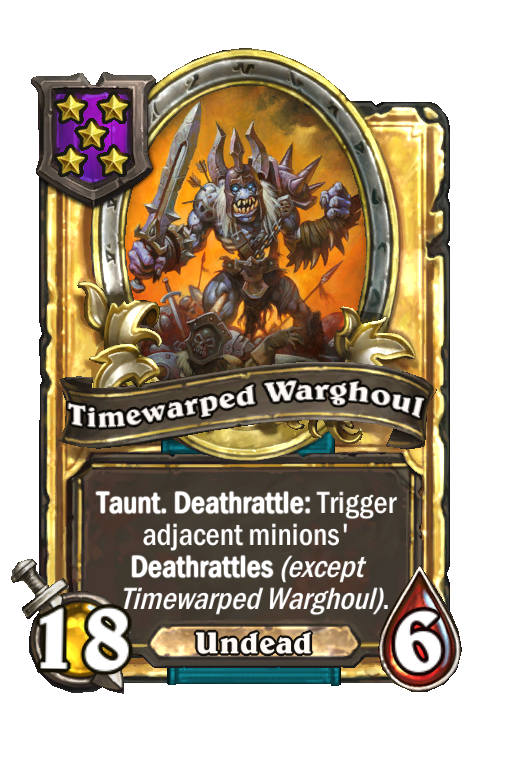 Timewarped Warghoul
Taunt. Deathrattle: Trigger
adjacent minions'
Deathrattles (except
Timewarped Warghoul).
18
Undead
6